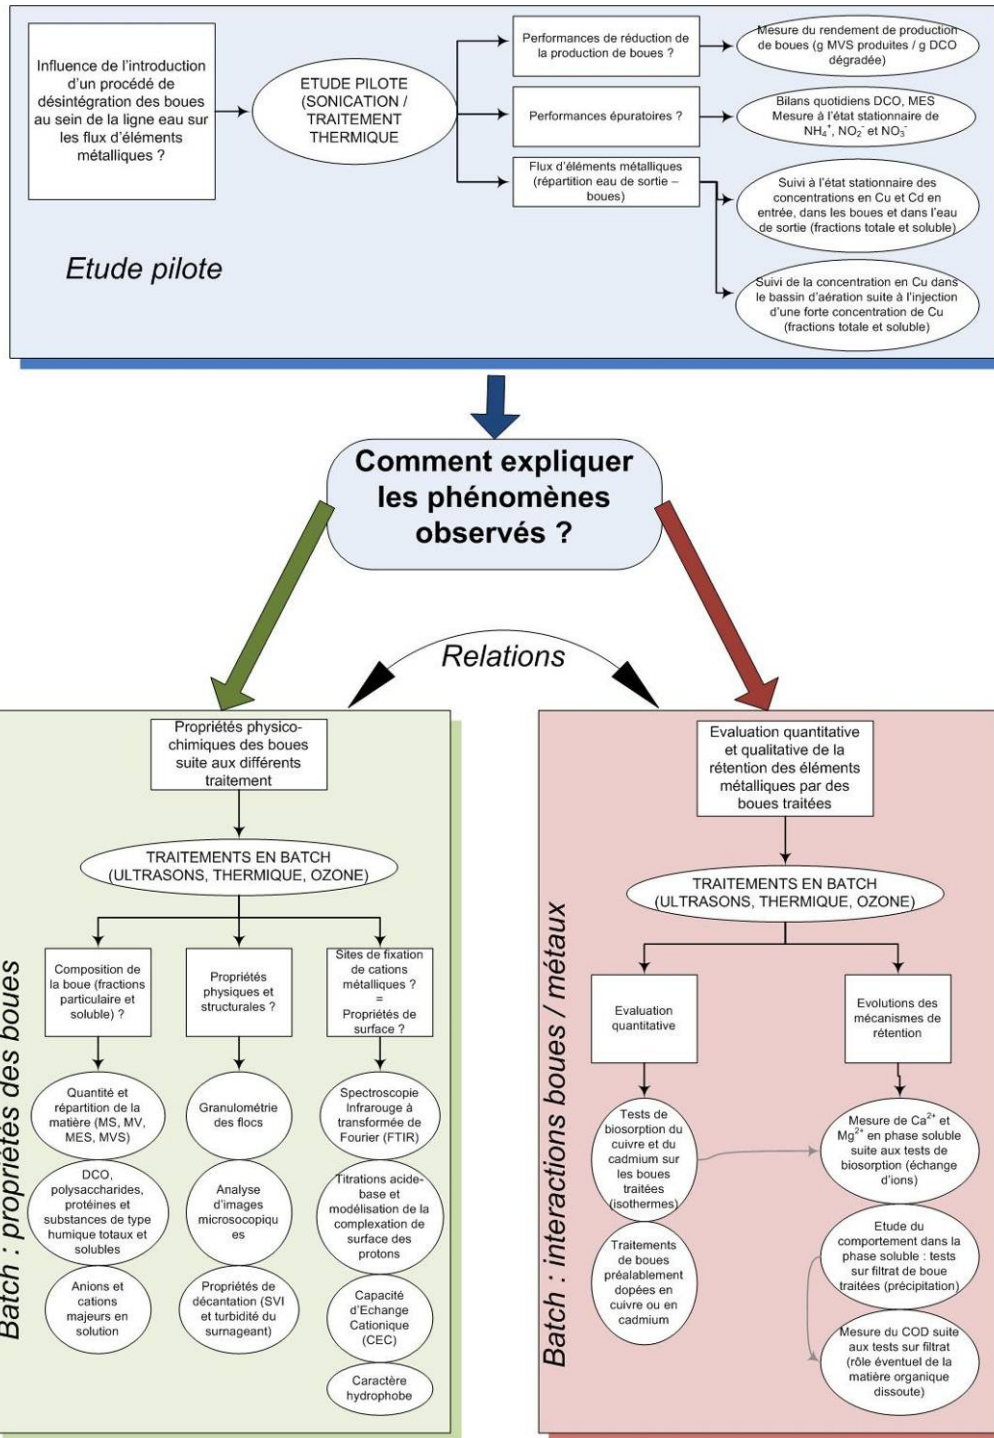 Influence de l'introduction
d'un procédé de
désintégration des boues
au sein de la ligne eau sur
les flux d'éléments
métalliques ?
ETUDE PILOTE
(SONICATION /
TRAITEMENT
THERMIQUE
Performances de réduction de
la production de boues ?
Mesure du rendement de production
de boues (g MVS produites / g DCO
dégradée)
Performances épuratoires ?
Bilans quotidiens DCO, MES
Mesure à l'état stationnaire de
NH₄⁺, NO₂⁻ et NO₃⁻
Flux d'éléments métalliques
(répartition eau de sortie –
boues)
Suivi à l'état stationnaire des
concentrations en Cu et Cd en
entrée, dans les boues et dans l'eau
de sortie (fractions totale et soluble)
Suivi de la concentration en Cu dans
le bassin d'aération suite à l'injection
d'une forte concentration de Cu
(fractions totale et soluble)
Etude pilote
Comment expliquer
les phénomènes
observés ?
Relations
Batch : propriétés des boues
Propriétés physico-
chimiques des boues
suite aux différents
traitement
TRAITEMENTS EN BATCH
(ULTRASONS, THERMIQUE, OZONE)
Composition de
la boue (fractions
particulaire et
soluble) ?
Quantité et
répartition de la
matière (MS, MV,
MES, MVS)
DCO,
polysaccharides,
protéines et
substances de type
humique totaux et
solubles
Anions et
cations
majeurs en
solution
Propriétés
physiques et
structurales ?
Granulométrie
des flocs
Analyse
d'images
microsocopiqu
es
Propriétés de
décantation (SVI
et turbidité du
surnageant)
Sites de fixation
de cations
métalliques ?
=
Propriétés de
surface ?
Spectroscopie
Infrarouge à
transformée de
Fourier (FTIR)
Titrations acide-
base et
modélisation de la
complexation de
surface des
protons
Capacité
d'Echange
Cationique
(CEC)
Caractère
hydrophobe
Batch : interactions boues / métaux
Evaluation quantitative
et qualitative de la
rétention des éléments
métalliques par des
boues traitées
TRAITEMENTS EN BATCH
(ULTRASONS, THERMIQUE, OZONE)
Evaluation
quantitative
Tests de
biosorption du
cuivre et du
cadmium sur
les boues
traitées
(isothermes)
Traitements
de boues
préalablement
dopées en
cuivre ou en
cadmium
Evolutions des
mécanismes de
rétention
Mesure de Ca²⁺ et
Mg²⁺ en phase soluble
suite aux tests de
biosorption (échange
d'ions)
Etude du
comportement dans la
phase soluble : tests
sur filtrat de boue
traitées (précipitation)
Mesure du COD suite
aux tests sur filtrat
(rôle éventuel de la
matière organique
dissoute)